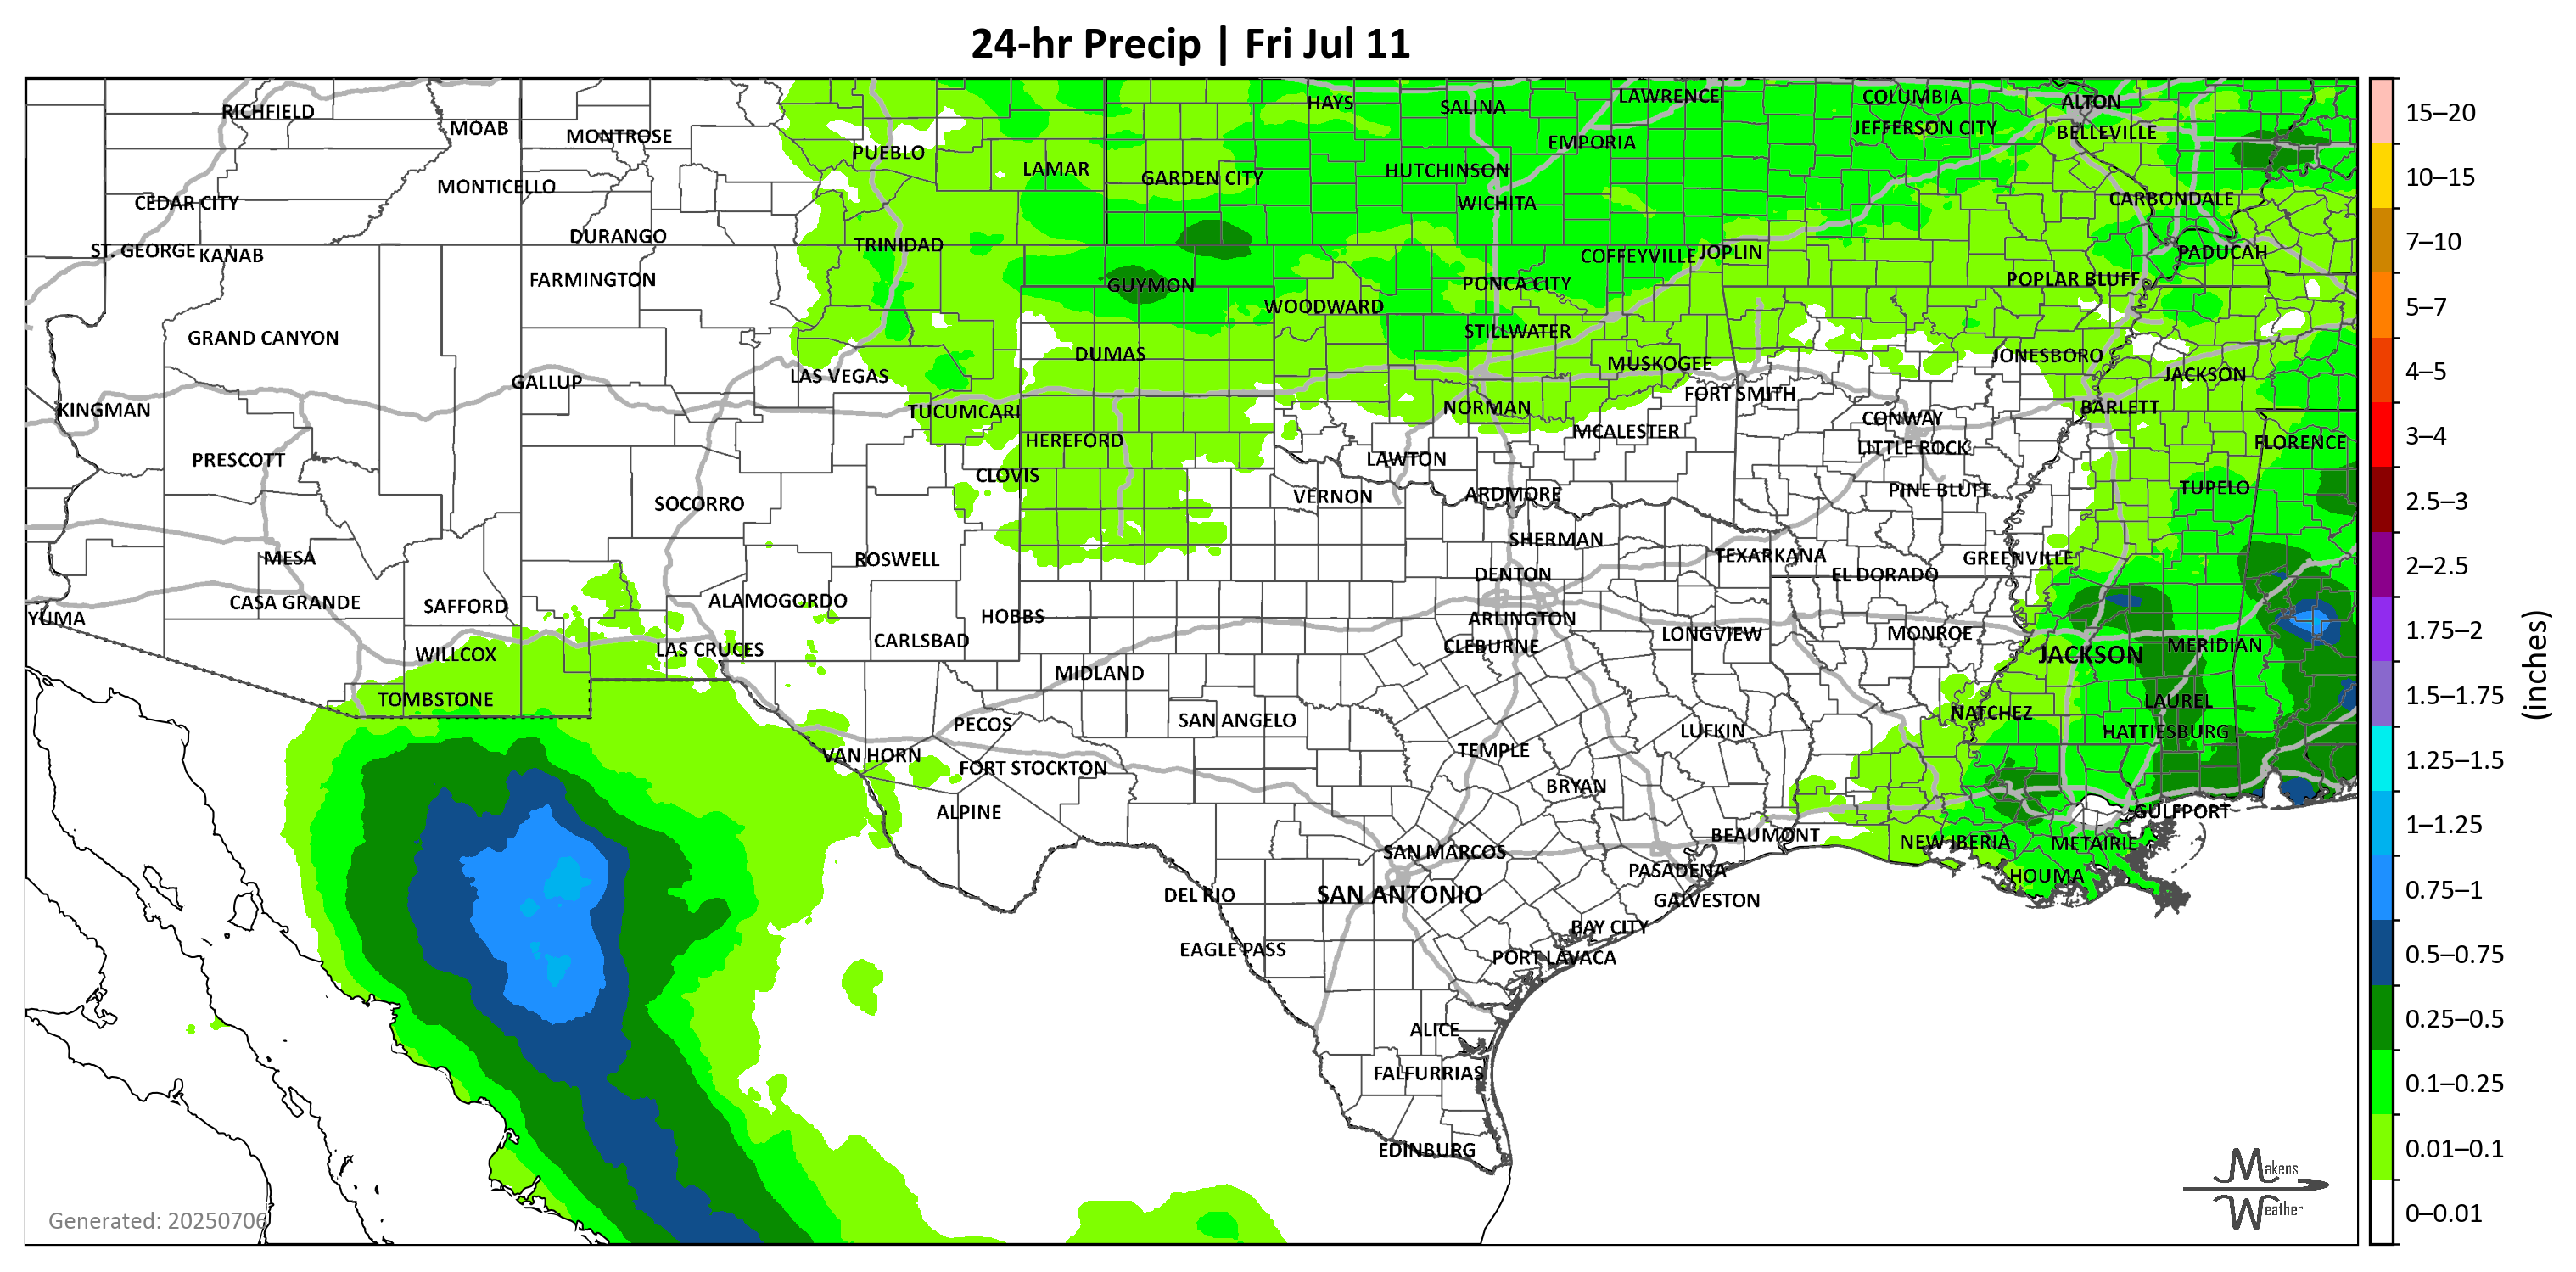 24-hr Precip | Fri Jul 11
RICHFIELD
MOAB
MONTROSE
PUEBLO
LAMAR
HAYS
SALINA
LAWRENCE
COLUMBIA
ALTON
JEFFERSON CITY
BELLEVILLE
EMPORIA
HUTCHINSON
GARDEN CITY
MONTICELLO
CEDAR CITY
WICHITA
CARBONDALE
DURANGO
TRINIDAD
ST. GEORGE
KANAB
COFFEYVILLE
JOPLIN
PADUCAH
FARMINGTON
GUYMON
PONCA CITY
POPLAR BLUFF
WOODWARD
GRAND CANYON
STILLWATER
DUMAS
JONESBORO
MUSKOGEE
LAS VEGAS
JACKSON
GALLUP
FORT SMITH
KINGMAN
TUCUMCARI
NORMAN
BARLETT
CONWAY
MCALESTER
HEREFORD
LITTLE ROCK
FLORENCE
PRESCOTT
LAWTON
CLOVIS
TUPELO
PINE BLUFF
SOCORRO
VERNON
ARDMORE
SHERMAN
MESA
ROSWELL
TEXARKANA
GREENVILLE
DENTON
EL DORADO
CASA GRANDE
SAFFORD
ALAMOGORDO
HOBBS
YUMA
ARLINGTON
LONGVIEW
MONROE
CARLSBAD
CLEBURNE
MERIDIAN
WILLCOX
LAS CRUCES
JACKSON
MIDLAND
TOMBSTONE
LAUREL
NATCHEZ
PECOS
SAN ANGELO
LUFKIN
HATTIESBURG
VAN HORN
TEMPLE
FORT STOCKTON
BRYAN
ALPINE
GULFPORT
BEAUMONT
NEW IBERIA
METAIRIE
SAN MARCOS
PASADENA
HOUMA
DEL RIO
SAN ANTONIO
GALVESTON
BAY CITY
EAGLE PASS
PORT LAVACA
ALICE
FALFURRIAS
EDINBURG
Generated: 20250706
Makens
Weather
15–20
10–15
7–10
5–7
4–5
3–4
2.5–3
2–2.5
1.75–2
1.5–1.75
1.25–1.5
1–1.25
0.75–1
0.5–0.75
0.25–0.5
0.1–0.25
0.01–0.1
0–0.01
(inches)